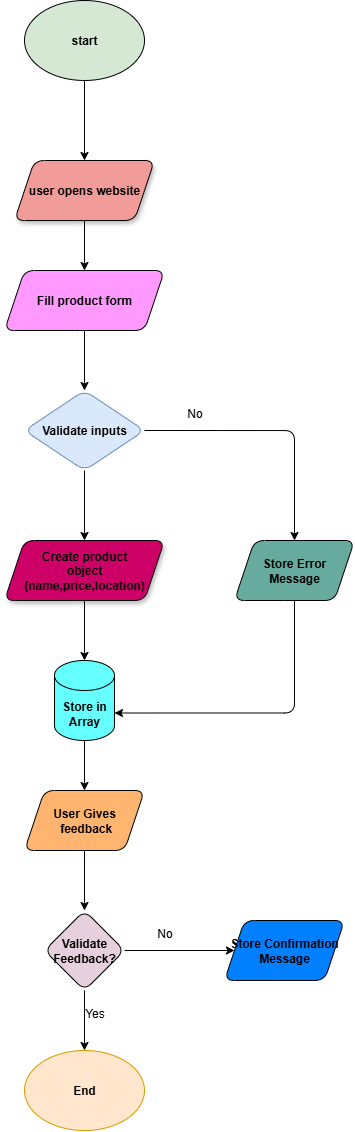 start
user opens website
Fill product form
Validate inputs
No
Create product
object
(name,price,location)
Store Error
Message
Store in
Array
User Gives
feedback
Validate
Feedback?
No
Store Confirmation
Message
Yes
End